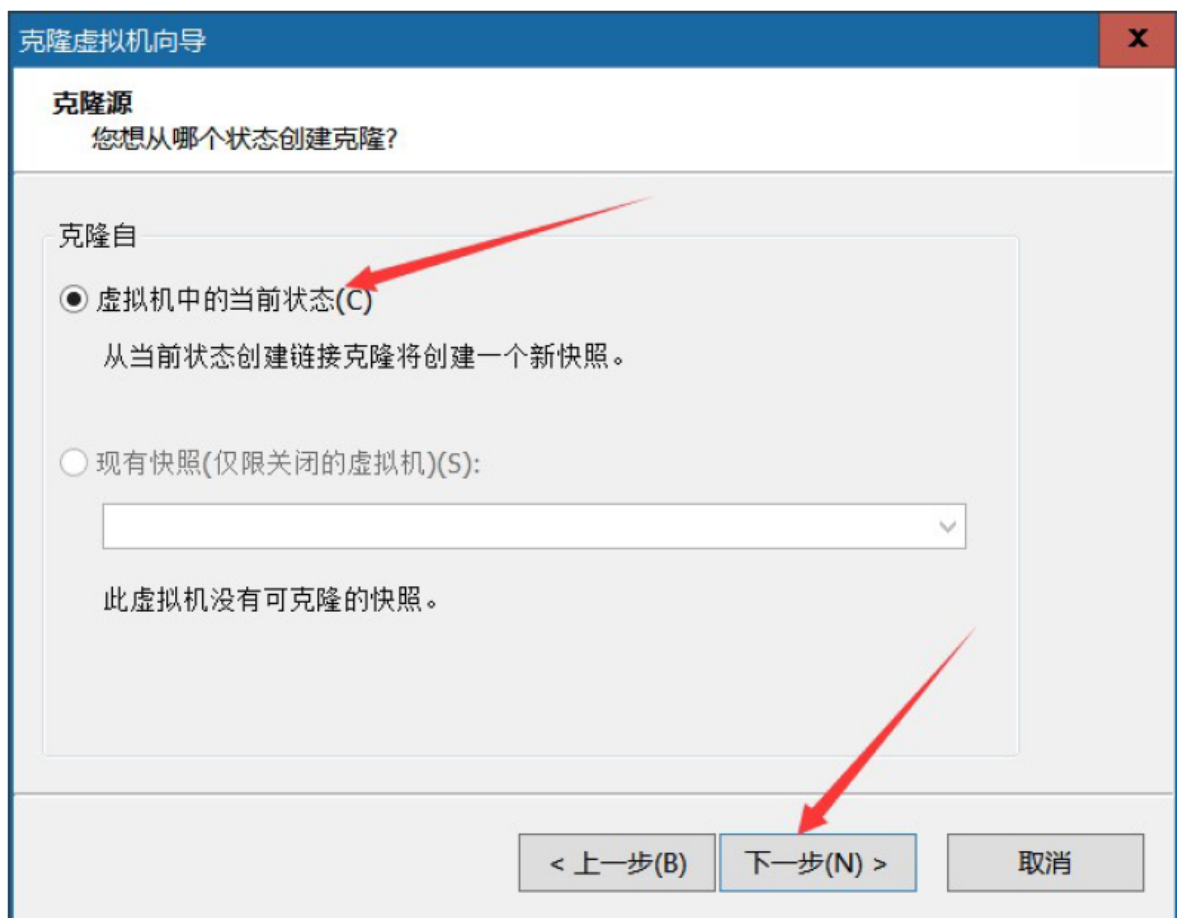 克隆虚拟机向导
X
克隆源
您想从哪个状态创建克隆?
克隆自
虚拟机中的当前状态(C)
从当前状态创建链接克隆将创建一个新快照。
现有快照(仅限关闭的虚拟机)(S):
此虚拟机没有可克隆的快照。
< 上一步(B) 下一步(N) > 取消